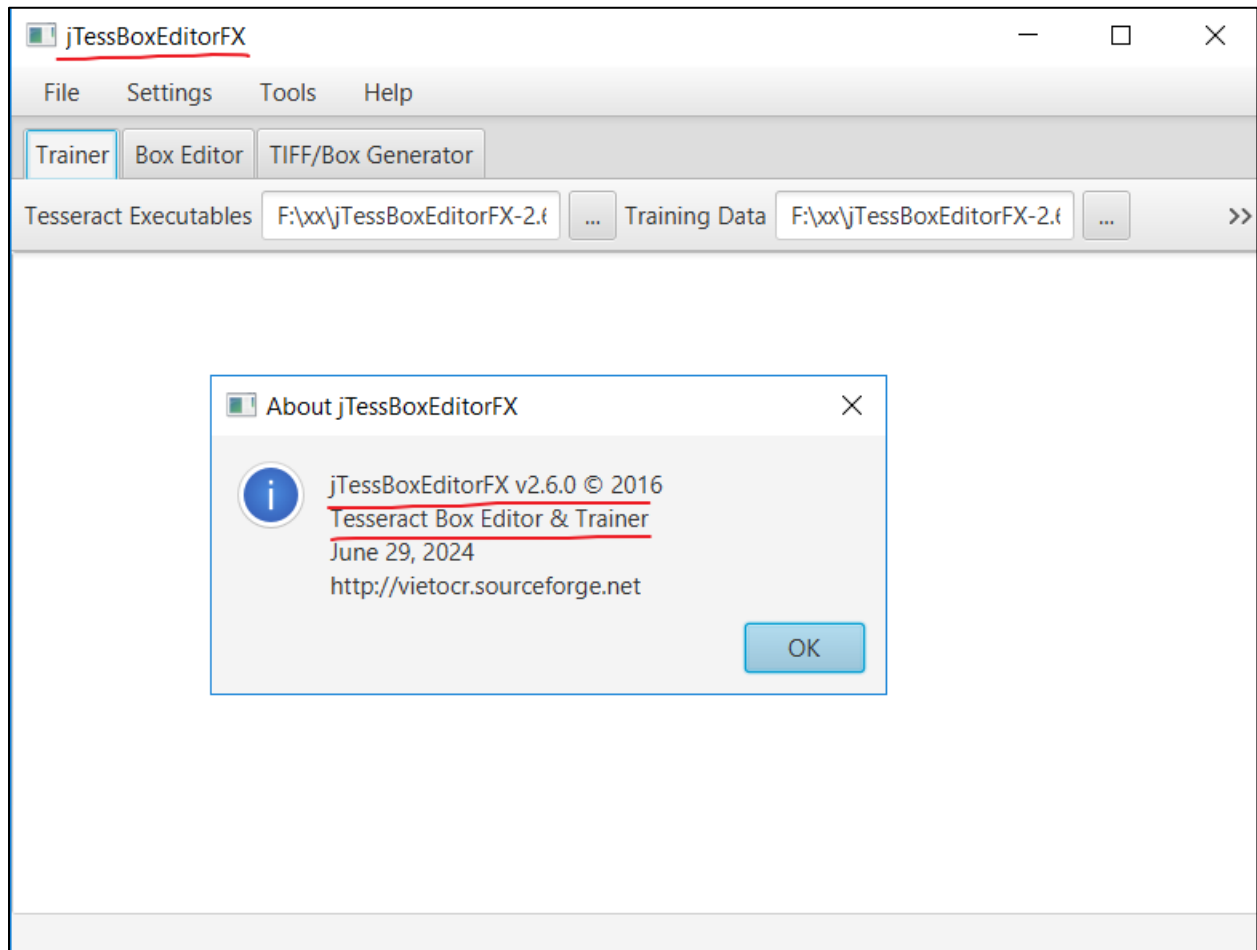 jTessBoxEditorFX
File Settings Tools Help
Trainer Box Editor TIFF/Box Generator
Tesseract Executables F:\xx\jTessBoxEditorFX-2.6 ... Training Data F:\xx\jTessBoxEditorFX-2.6 ... >>
About jTessBoxEditorFX
jTessBoxEditorFX v2.6.0 © 2016
Tesseract Box Editor & Trainer
June 29, 2024
http://vietocr.sourceforge.net
OK